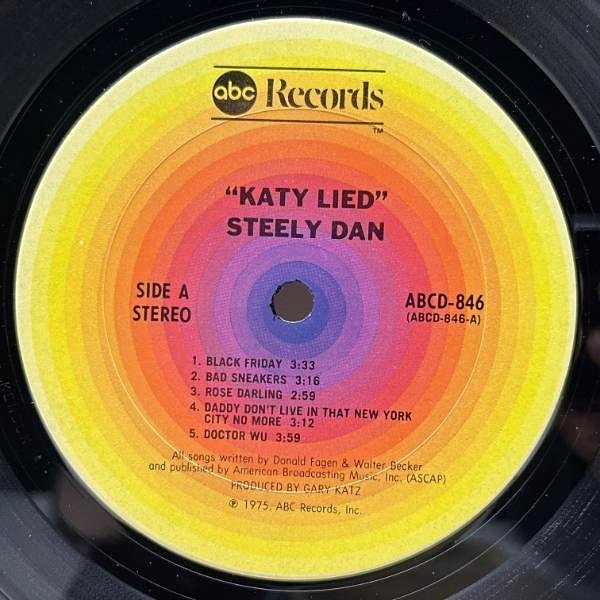 abc Records
TM
"KATY LIED"
STEELY DAN
SIDE A
STEREO
ABCD-846
(ABCD-846-A)
1. BLACK FRIDAY 3:33
2. BAD SNEAKERS 3:16
3. ROSE DARLING 2:59
4. DADDY DON'T LIVE IN THAT NEW YORK
CITY NO MORE 3:12
5. DOCTOR WU 3:59
All songs written by Donald Fagen & Walter Becker
and published by American Broadcasting Music, Inc. (ASCAP)
PRODUCED BY GARY KATZ
℗ 1975, ABC Records, Inc.